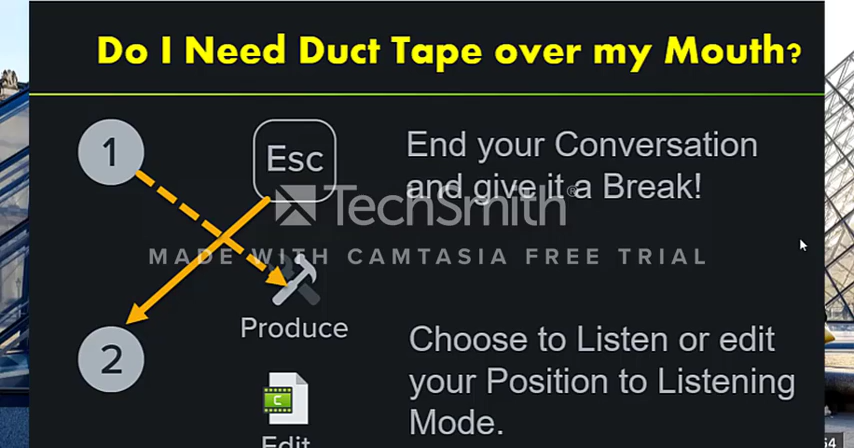 Do I Need Duct Tape over my Mouth?
1
Esc
End your Conversation
and give it a Break!
TechSmith®
MADE WITH CAMTASIA FREE TRIAL
Produce
2
Choose to Listen or edit
your Position to Listening
Mode.
C
Edit
64